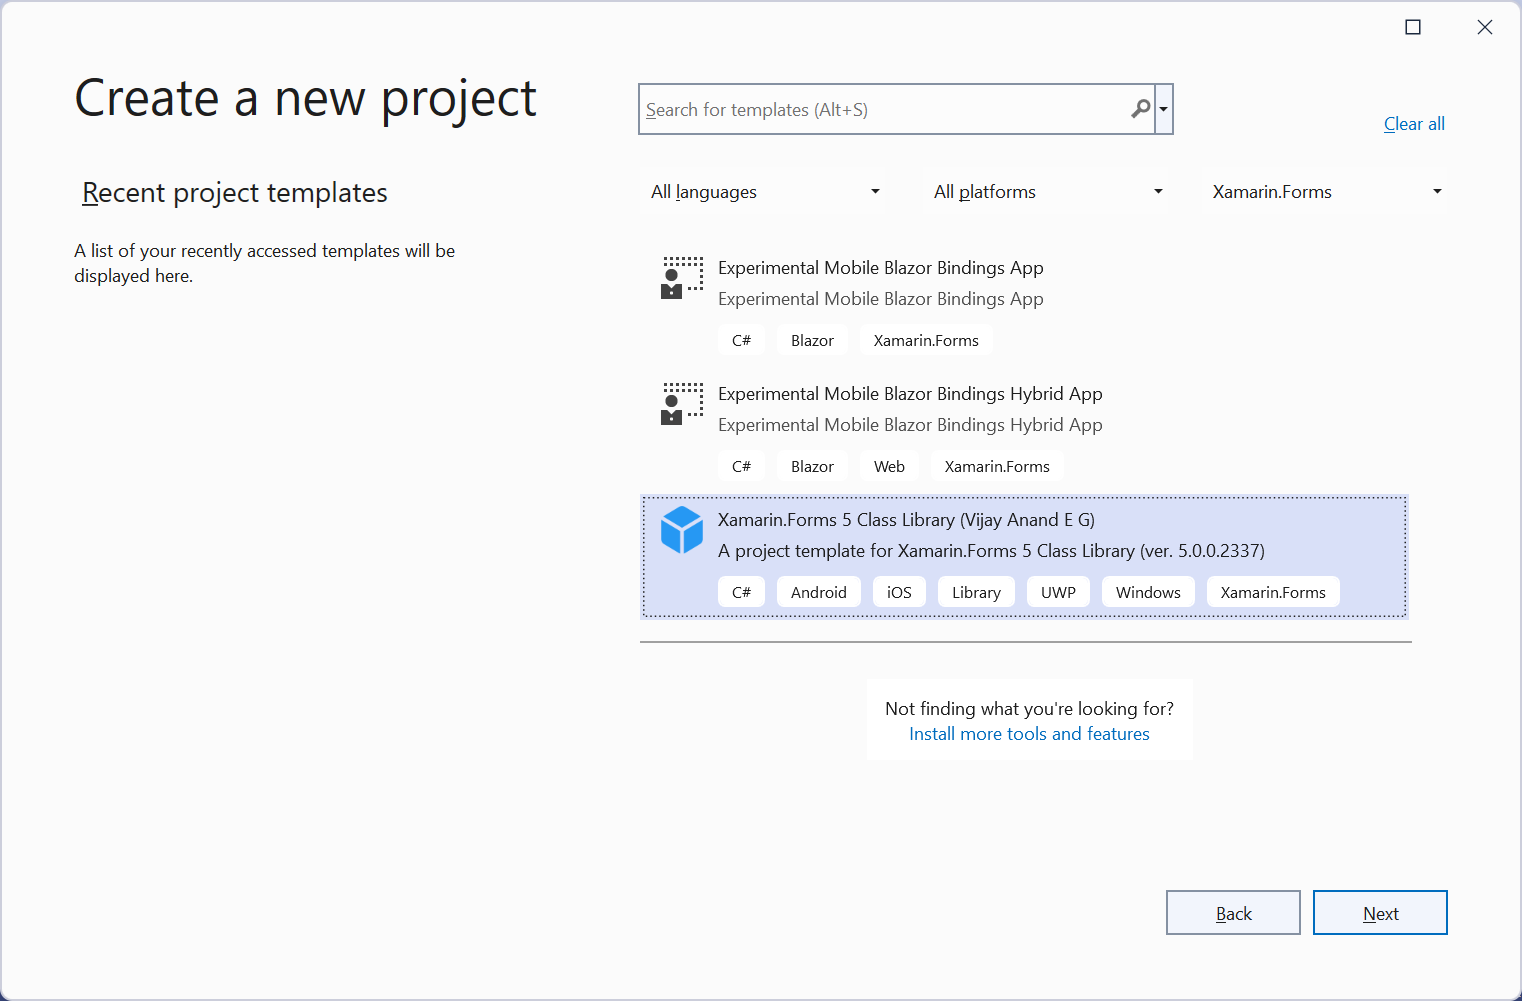 Create a new project
Search for templates (Alt+S)
Clear all
Recent project templates
A list of your recently accessed templates will be
displayed here.
All languages
All platforms
Xamarin.Forms
Experimental Mobile Blazor Bindings App
Experimental Mobile Blazor Bindings App
C# Blazor Xamarin.Forms
Experimental Mobile Blazor Bindings Hybrid App
Experimental Mobile Blazor Bindings Hybrid App
C# Blazor Web Xamarin.Forms
Xamarin.Forms 5 Class Library (Vijay Anand E G)
A project template for Xamarin.Forms 5 Class Library (ver. 5.0.0.2337)
C# Android iOS Library UWP Windows Xamarin.Forms
Not finding what you're looking for?
Install more tools and features
Back
Next